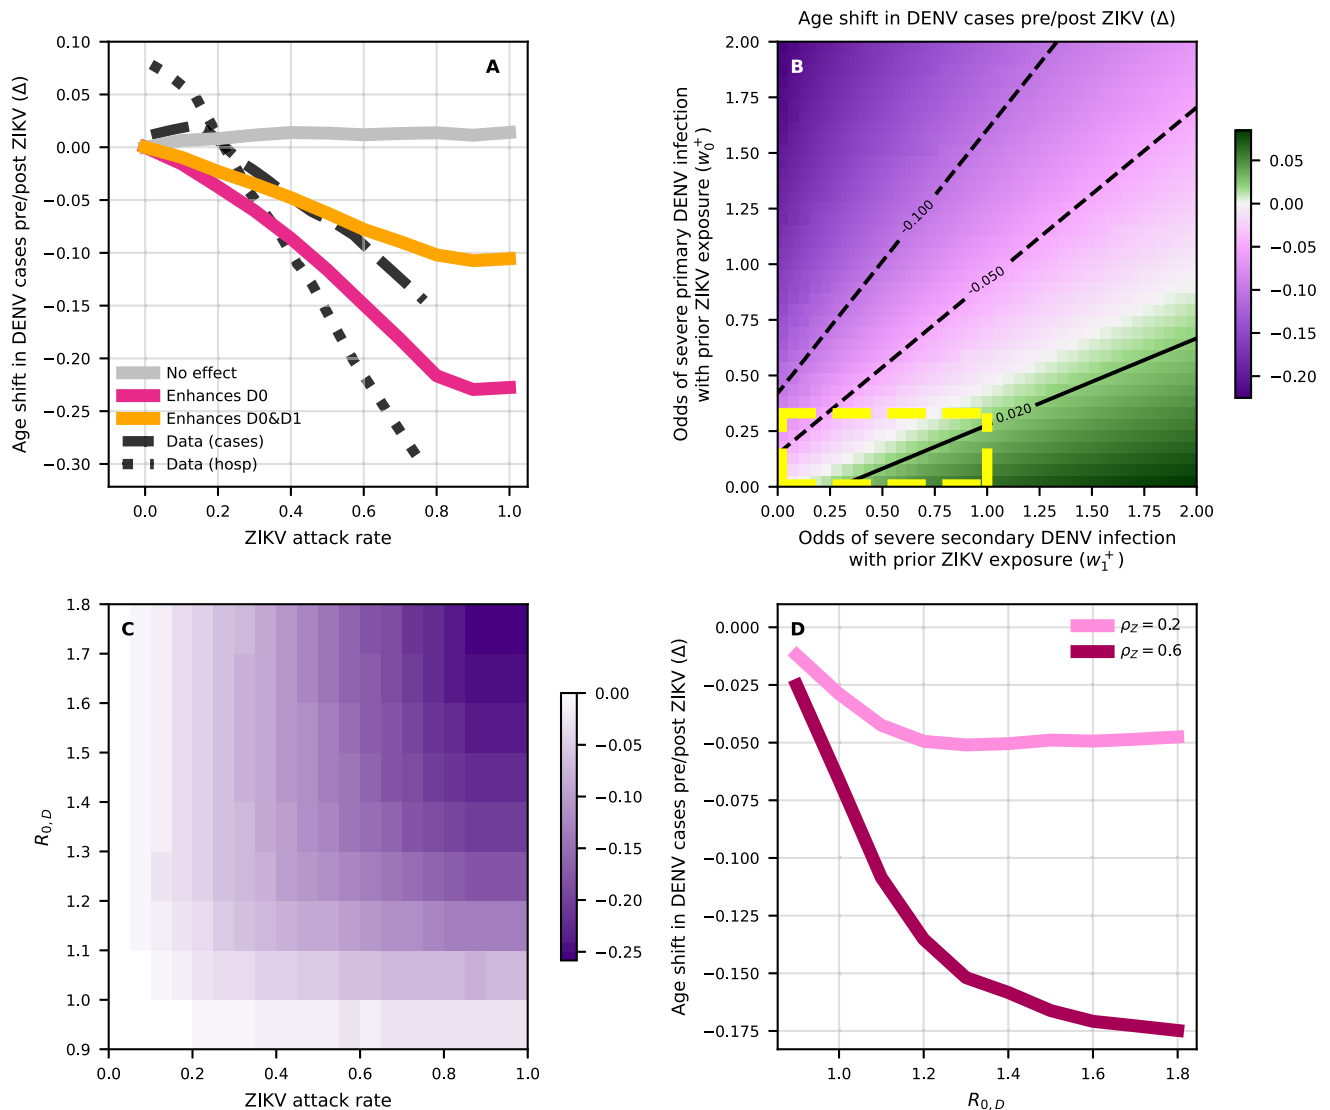 A
Age shift in DENV cases pre/post ZIKV (Δ)
0.10
0.05
0.00
−0.05
−0.10
−0.15
−0.20
−0.25
−0.30
No effect
Enhances D0
Enhances D0&D1
Data (cases)
Data (hosp)
0.0 0.2 0.4 0.6 0.8 1.0
ZIKV attack rate
Age shift in DENV cases pre/post ZIKV (Δ)
B
Odds of severe primary DENV infection
with prior ZIKV exposure (w₀⁺)
2.00
1.75
1.50
1.25
1.00
0.75
0.50
0.25
0.00
-0.100
-0.050
0.020
0.00 0.25 0.50 0.75 1.00 1.25 1.50 1.75 2.00
Odds of severe secondary DENV infection
with prior ZIKV exposure (w₁⁺)
0.05
0.00
−0.05
−0.10
−0.15
−0.20
C
R₀,D
1.8
1.7
1.6
1.5
1.4
1.3
1.2
1.1
1.0
0.9
0.0 0.2 0.4 0.6 0.8 1.0
ZIKV attack rate
0.00
−0.05
−0.10
−0.15
−0.20
−0.25
D
Age shift in DENV cases pre/post ZIKV (Δ)
0.000
−0.025
−0.050
−0.075
−0.100
−0.125
−0.150
−0.175
ρZ = 0.2
ρZ = 0.6
1.0 1.2 1.4 1.6 1.8
R₀,D